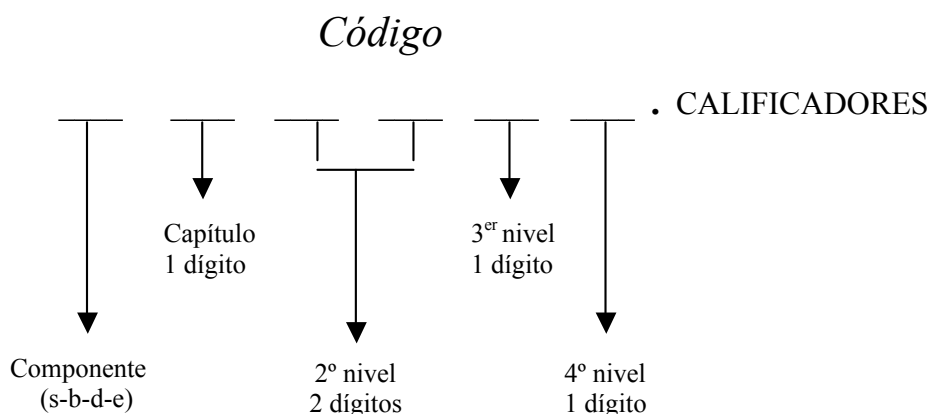 Código
. CALIFICADORES
Capítulo
1 dígito
3er nivel
1 dígito
Componente
(s-b-d-e)
2º nivel
2 dígitos
4º nivel
1 dígito